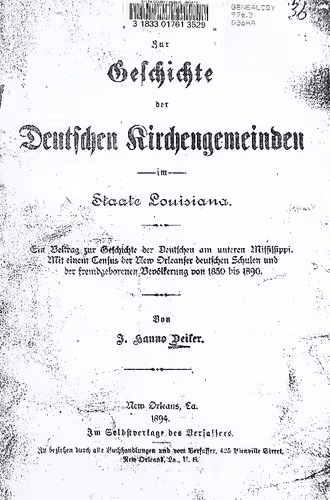 3 1833 01761 3529
GENEALOGY
976.3
D36HA
36
Zur
Geschichte
der
Deutschen Kirchengemeinden
im
Staate Louisiana.
Ein Beitrag zur Geschichte der Deutschen am unteren Mississippi.
Mit einem Census der New Orleanser deutschen Schulen und
der fremdgeborenen Bevölkerung von 1850 bis 1890.
Von
J. Hanno Deiler.
New Orleans, La.
1894.
Im Selbstverlage des Verfassers.
Zu beziehen durch alle Buchhandlungen und vom Verfasser, 425 Bienville Street,
New Orleans, La., U. S.